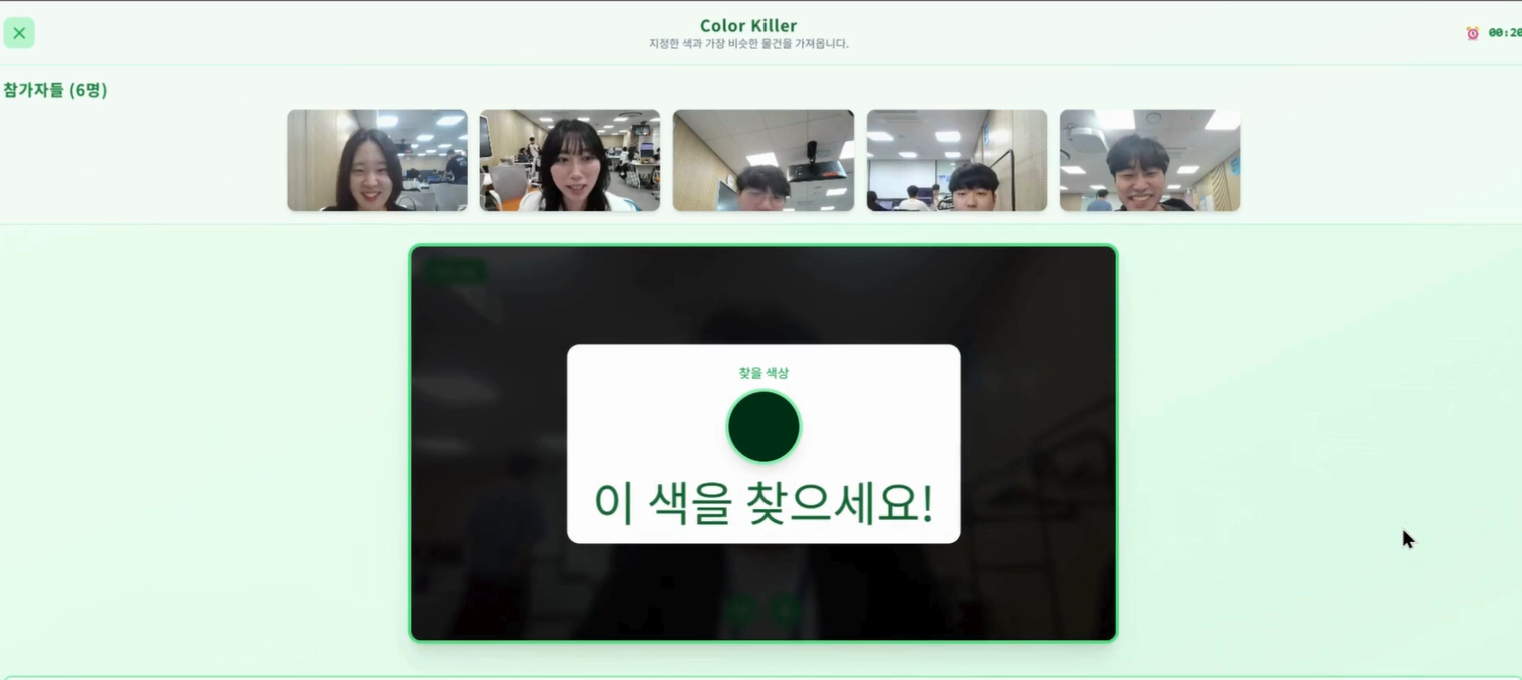 Color Killer
지정한 색과 가장 비슷한 물건을 가져옵니다.
00:20
참가자들 (6명)
찾을 색상
이 색을 찾으세요!